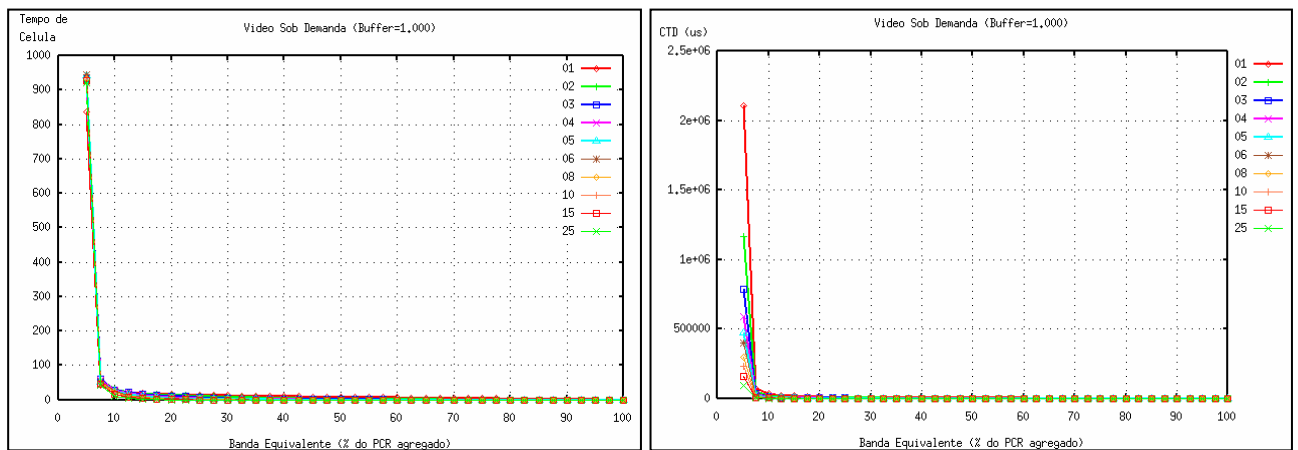 Tempo de
Celula
Video Sob Demanda (Buffer=1.000)
1000
900
800
700
600
500
400
300
200
100
0
01
02
03
04
05
06
08
10
15
25
0 10 20 30 40 50 60 70 80 90 100
Banda Equivalente (% do PCR agregado)
CTD (us)
Video Sob Demanda (Buffer=1.000)
2.5e+06
2e+06
1.5e+06
1e+06
500000
0
01
02
03
04
05
06
08
10
15
25
0 10 20 30 40 50 60 70 80 90 100
Banda Equivalente (% do PCR agregado)